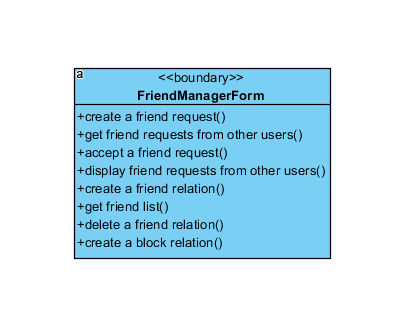 a
<<boundary>>
FriendManagerForm
+create a friend request()
+get friend requests from other users()
+accept a friend request()
+display friend requests from other users()
+create a friend relation()
+get friend list()
+delete a friend relation()
+create a block relation()